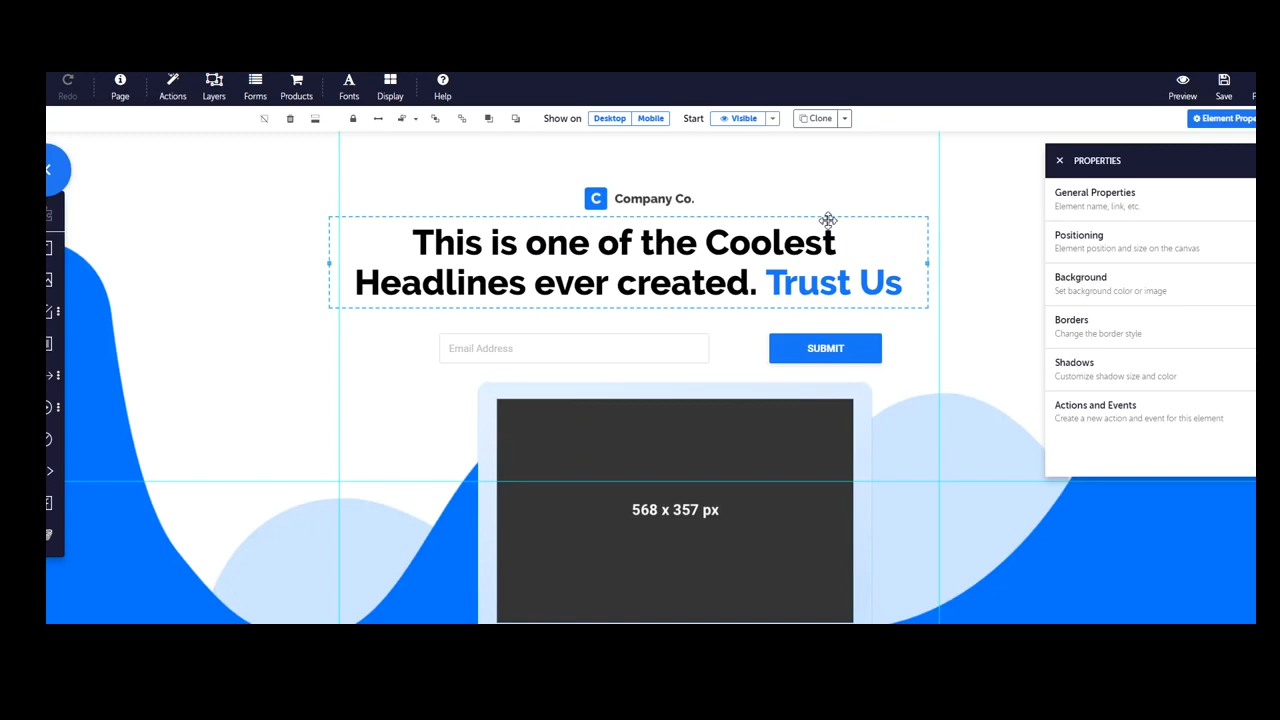 Redo
Page
Actions
Layers
Forms
Products
Fonts
Display
Help
Preview
Save
Show on
Desktop
Mobile
Start
Visible
Clone
Element Prope
PROPERTIES
General Properties
Element name, link, etc.
Positioning
Element position and size on the canvas
Background
Set background color or image
Borders
Change the border style
Shadows
Customize shadow size and color
Actions and Events
Create a new action and event for this element
C Company Co.
This is one of the Coolest
Headlines ever created. Trust Us
Email Address
SUBMIT
568 x 357 px